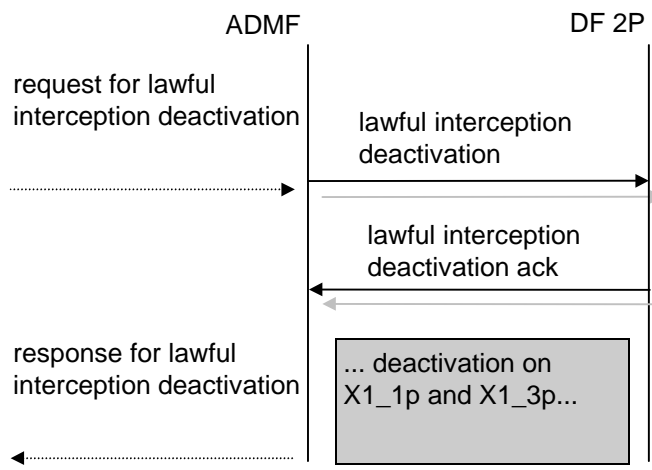 ADMF
DF 2P
request for lawful
interception deactivation
lawful interception
deactivation
lawful interception
deactivation ack
response for lawful
interception deactivation
... deactivation on
X1_1p and X1_3p...